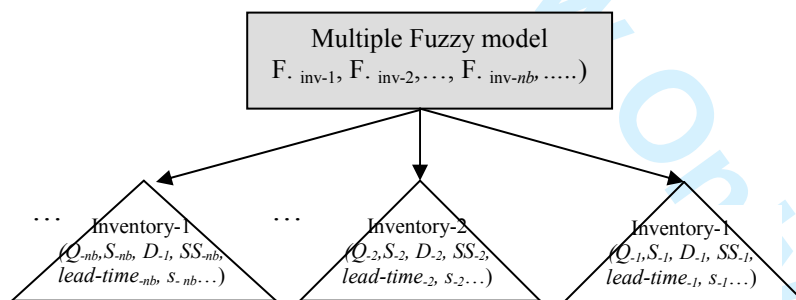 Multiple Fuzzy model
F. inv-1, F. inv-2,…, F. inv-nb,.....)
…
Inventory-1
(Q-nb,S-nb, D-1, SS-nb,
lead-time-nb, s-nb…)
…
Inventory-2
(Q-2,S-2, D-2, SS-2,
lead-time-2, s-2…)
Inventory-1
(Q-1,S-1, D-1, SS-1,
lead-time-1, s-1…)